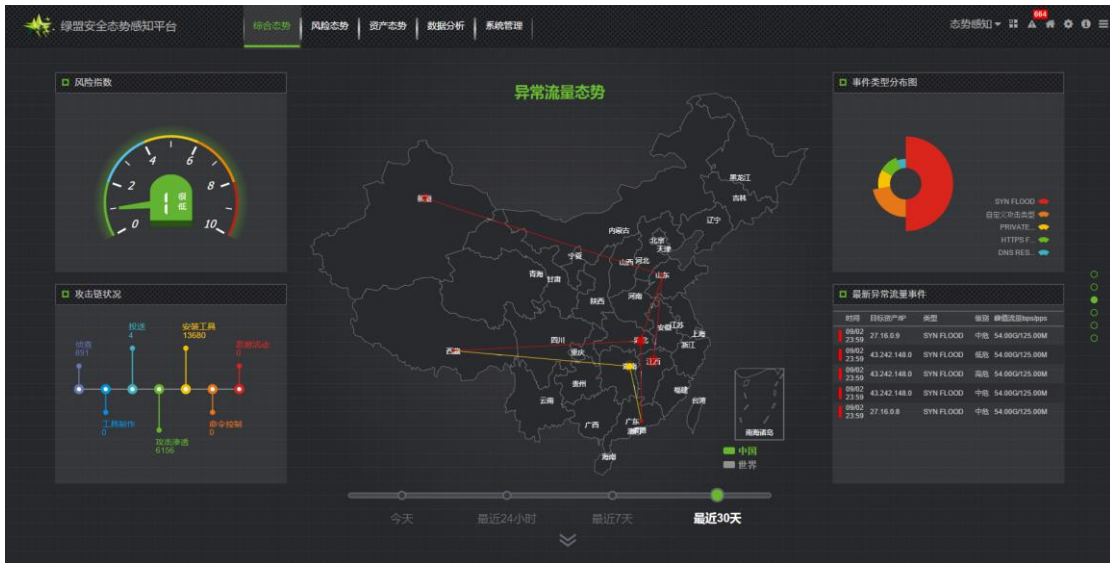 绿盟安全态势感知平台
综合态势 风险态势 资产态势 数据分析 系统管理
态势感知
664
风险指数
0
2
4
6
8
10
1
低级
攻击链状况
侦查
891
工具制作
0
投送
4
攻击渗透
6156
安装工具
13680
命令控制
0
恶意活动
0
异常流量态势
黑龙江
吉林
辽宁
内蒙古
北京
天津
新疆
宁夏
山西
河北
山东
青海
甘肃
陕西
河南
安徽
江苏
上海
浙江
四川
重庆
湖北
西藏
湖南
江西
贵州
福建
云南
台湾
广西
广东
海南
南海诸岛
中国
世界
今天
最近24小时
最近7天
最近30天
事件类型分布图
SYN FLOOD
自定义攻击类型
PRIVATE...
HTTPS F...
DNS RES...
最新异常流量事件
时间 目标资产/IP 类型 级别 峰值流量bps/pps
09/02 23:59 27.16.0.9 SYN FLOOD 中危 54.00G/125.00M
09/02 23:59 43.242.148.0 SYN FLOOD 低危 54.00G/125.00M
09/02 23:59 43.242.148.0 SYN FLOOD 高危 54.00G/125.00M
09/02 23:59 43.242.148.0 SYN FLOOD 中危 54.00G/125.00M
09/02 23:59 27.16.0.8 SYN FLOOD 中危 54.00G/125.00M